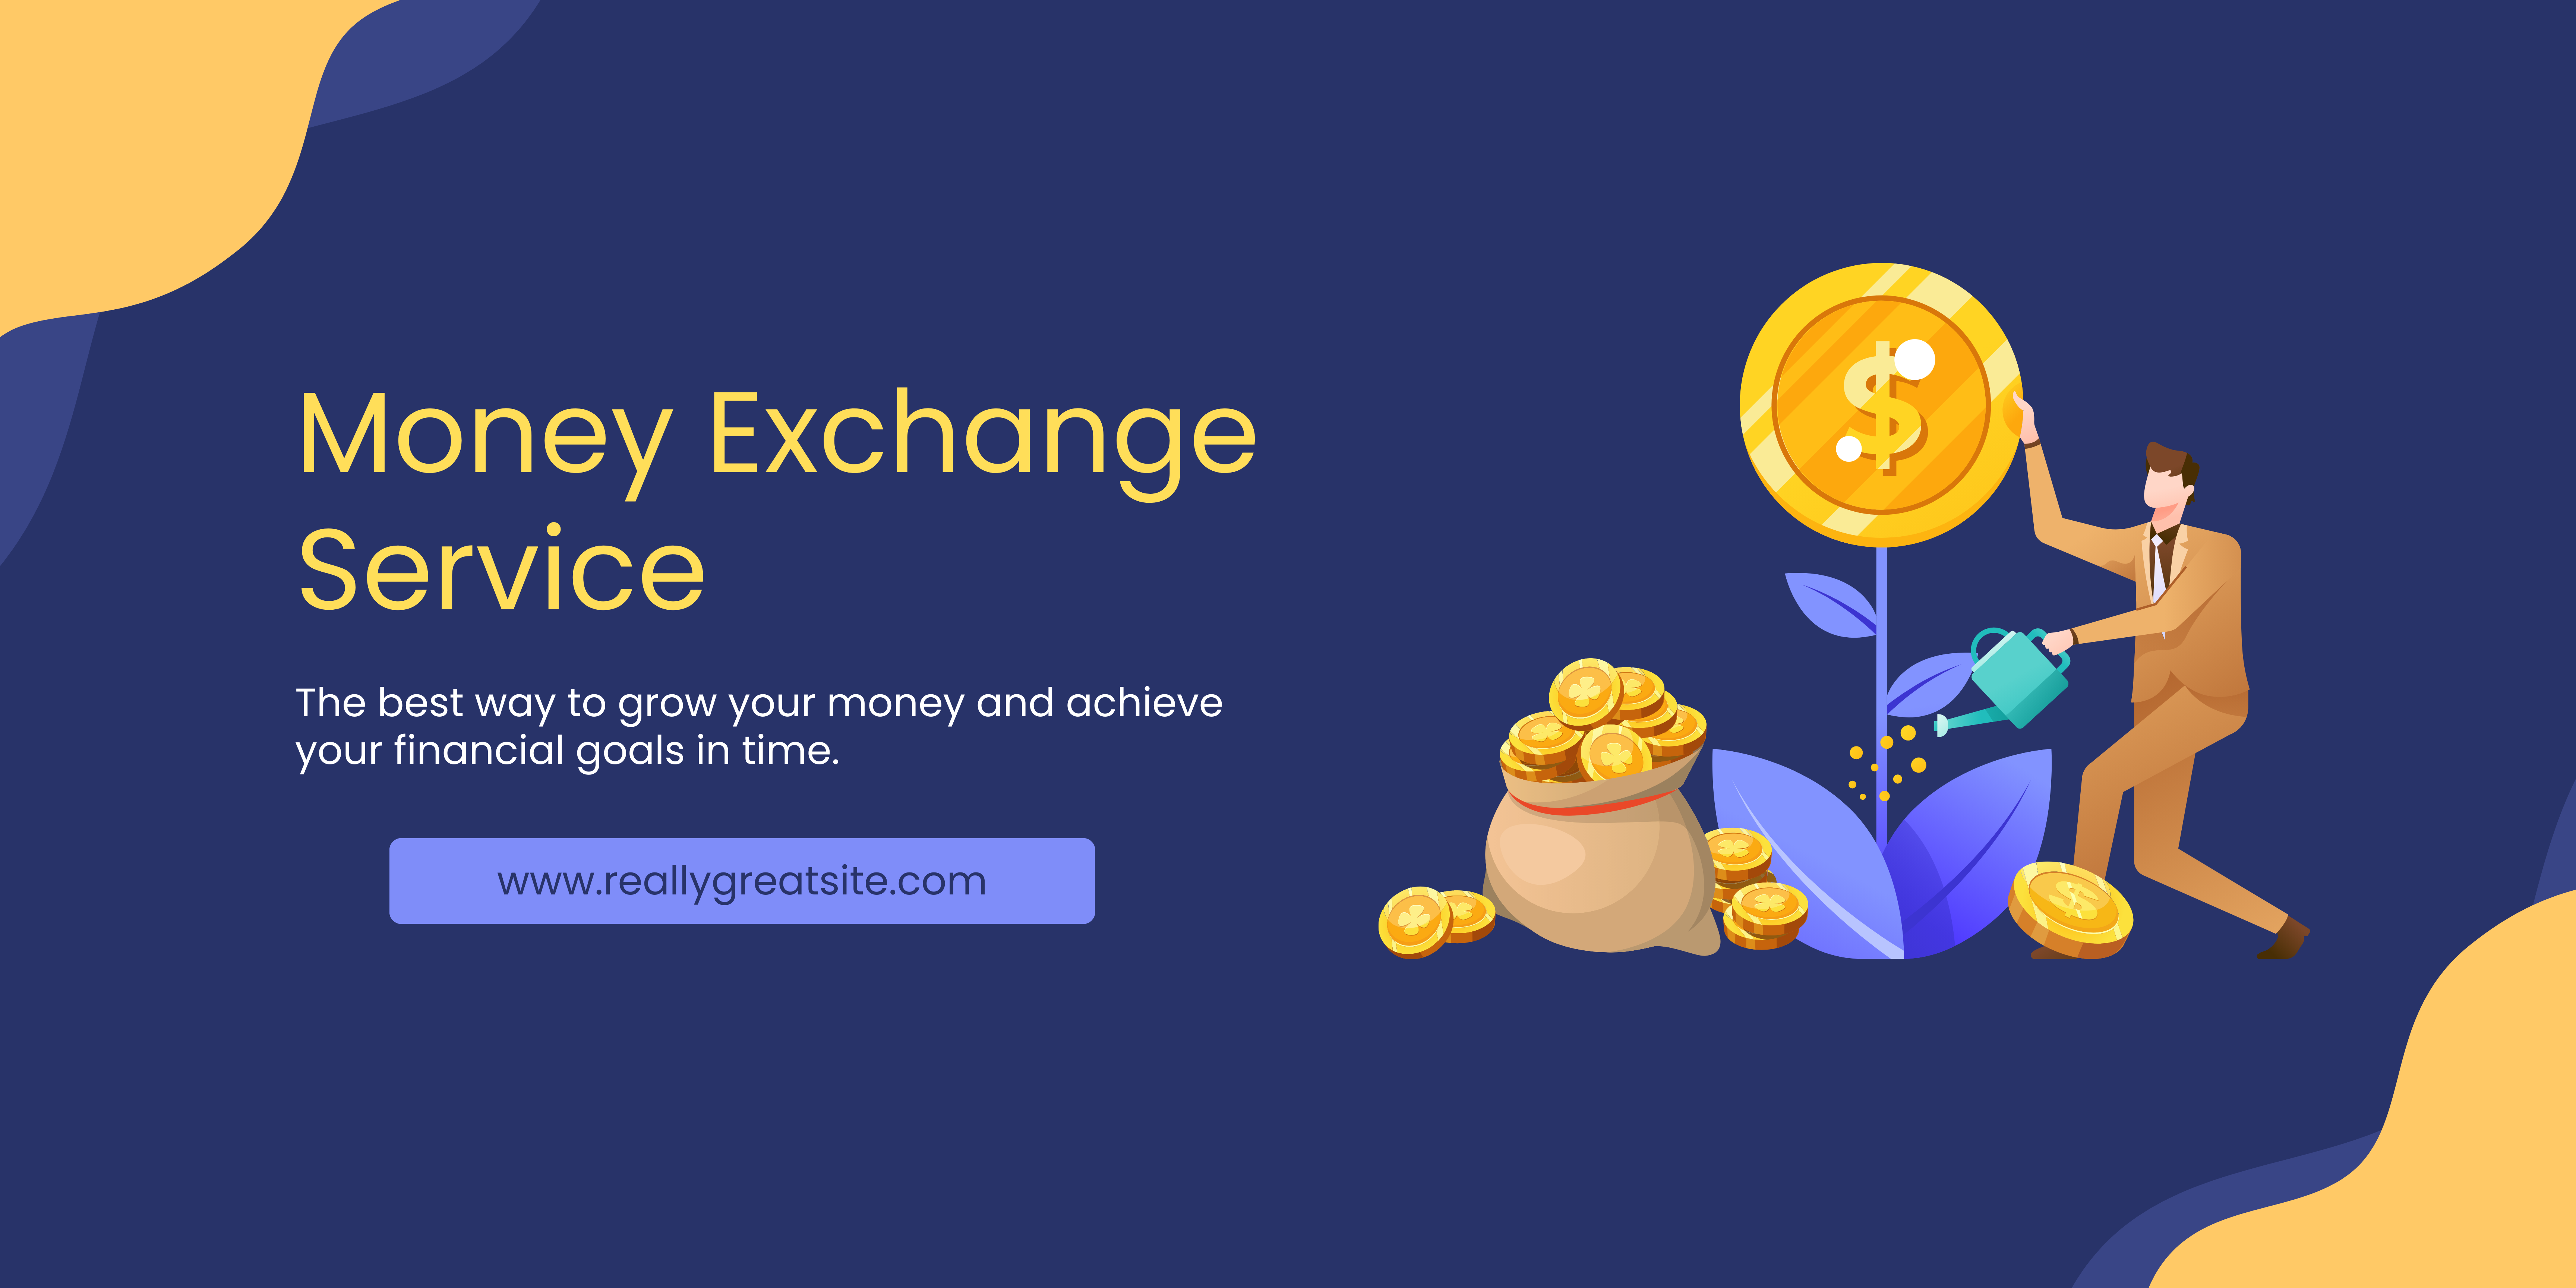 Money Exchange
Service
The best way to grow your money and achieve
your financial goals in time.
www.reallygreatsite.com
$
$